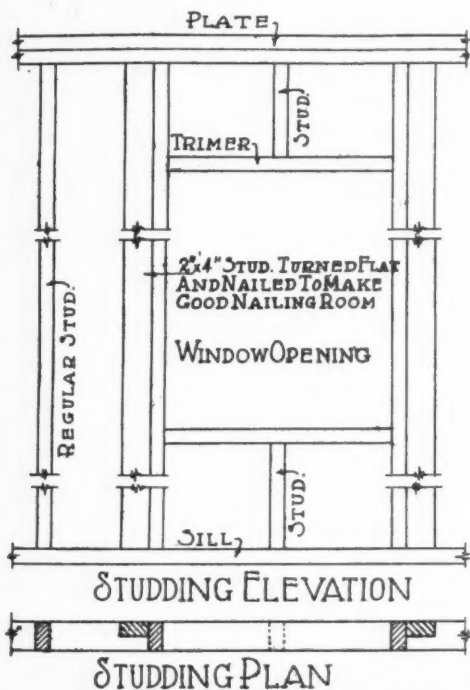 PLATE
STUD.
TRIMER
2"x4" STUD. TURNED FLAT
AND NAILED TO MAKE
GOOD NAILING ROOM
WINDOW OPENING
REGULAR STUD.
STUD.
SILL
STUDDING ELEVATION
STUDDING PLAN